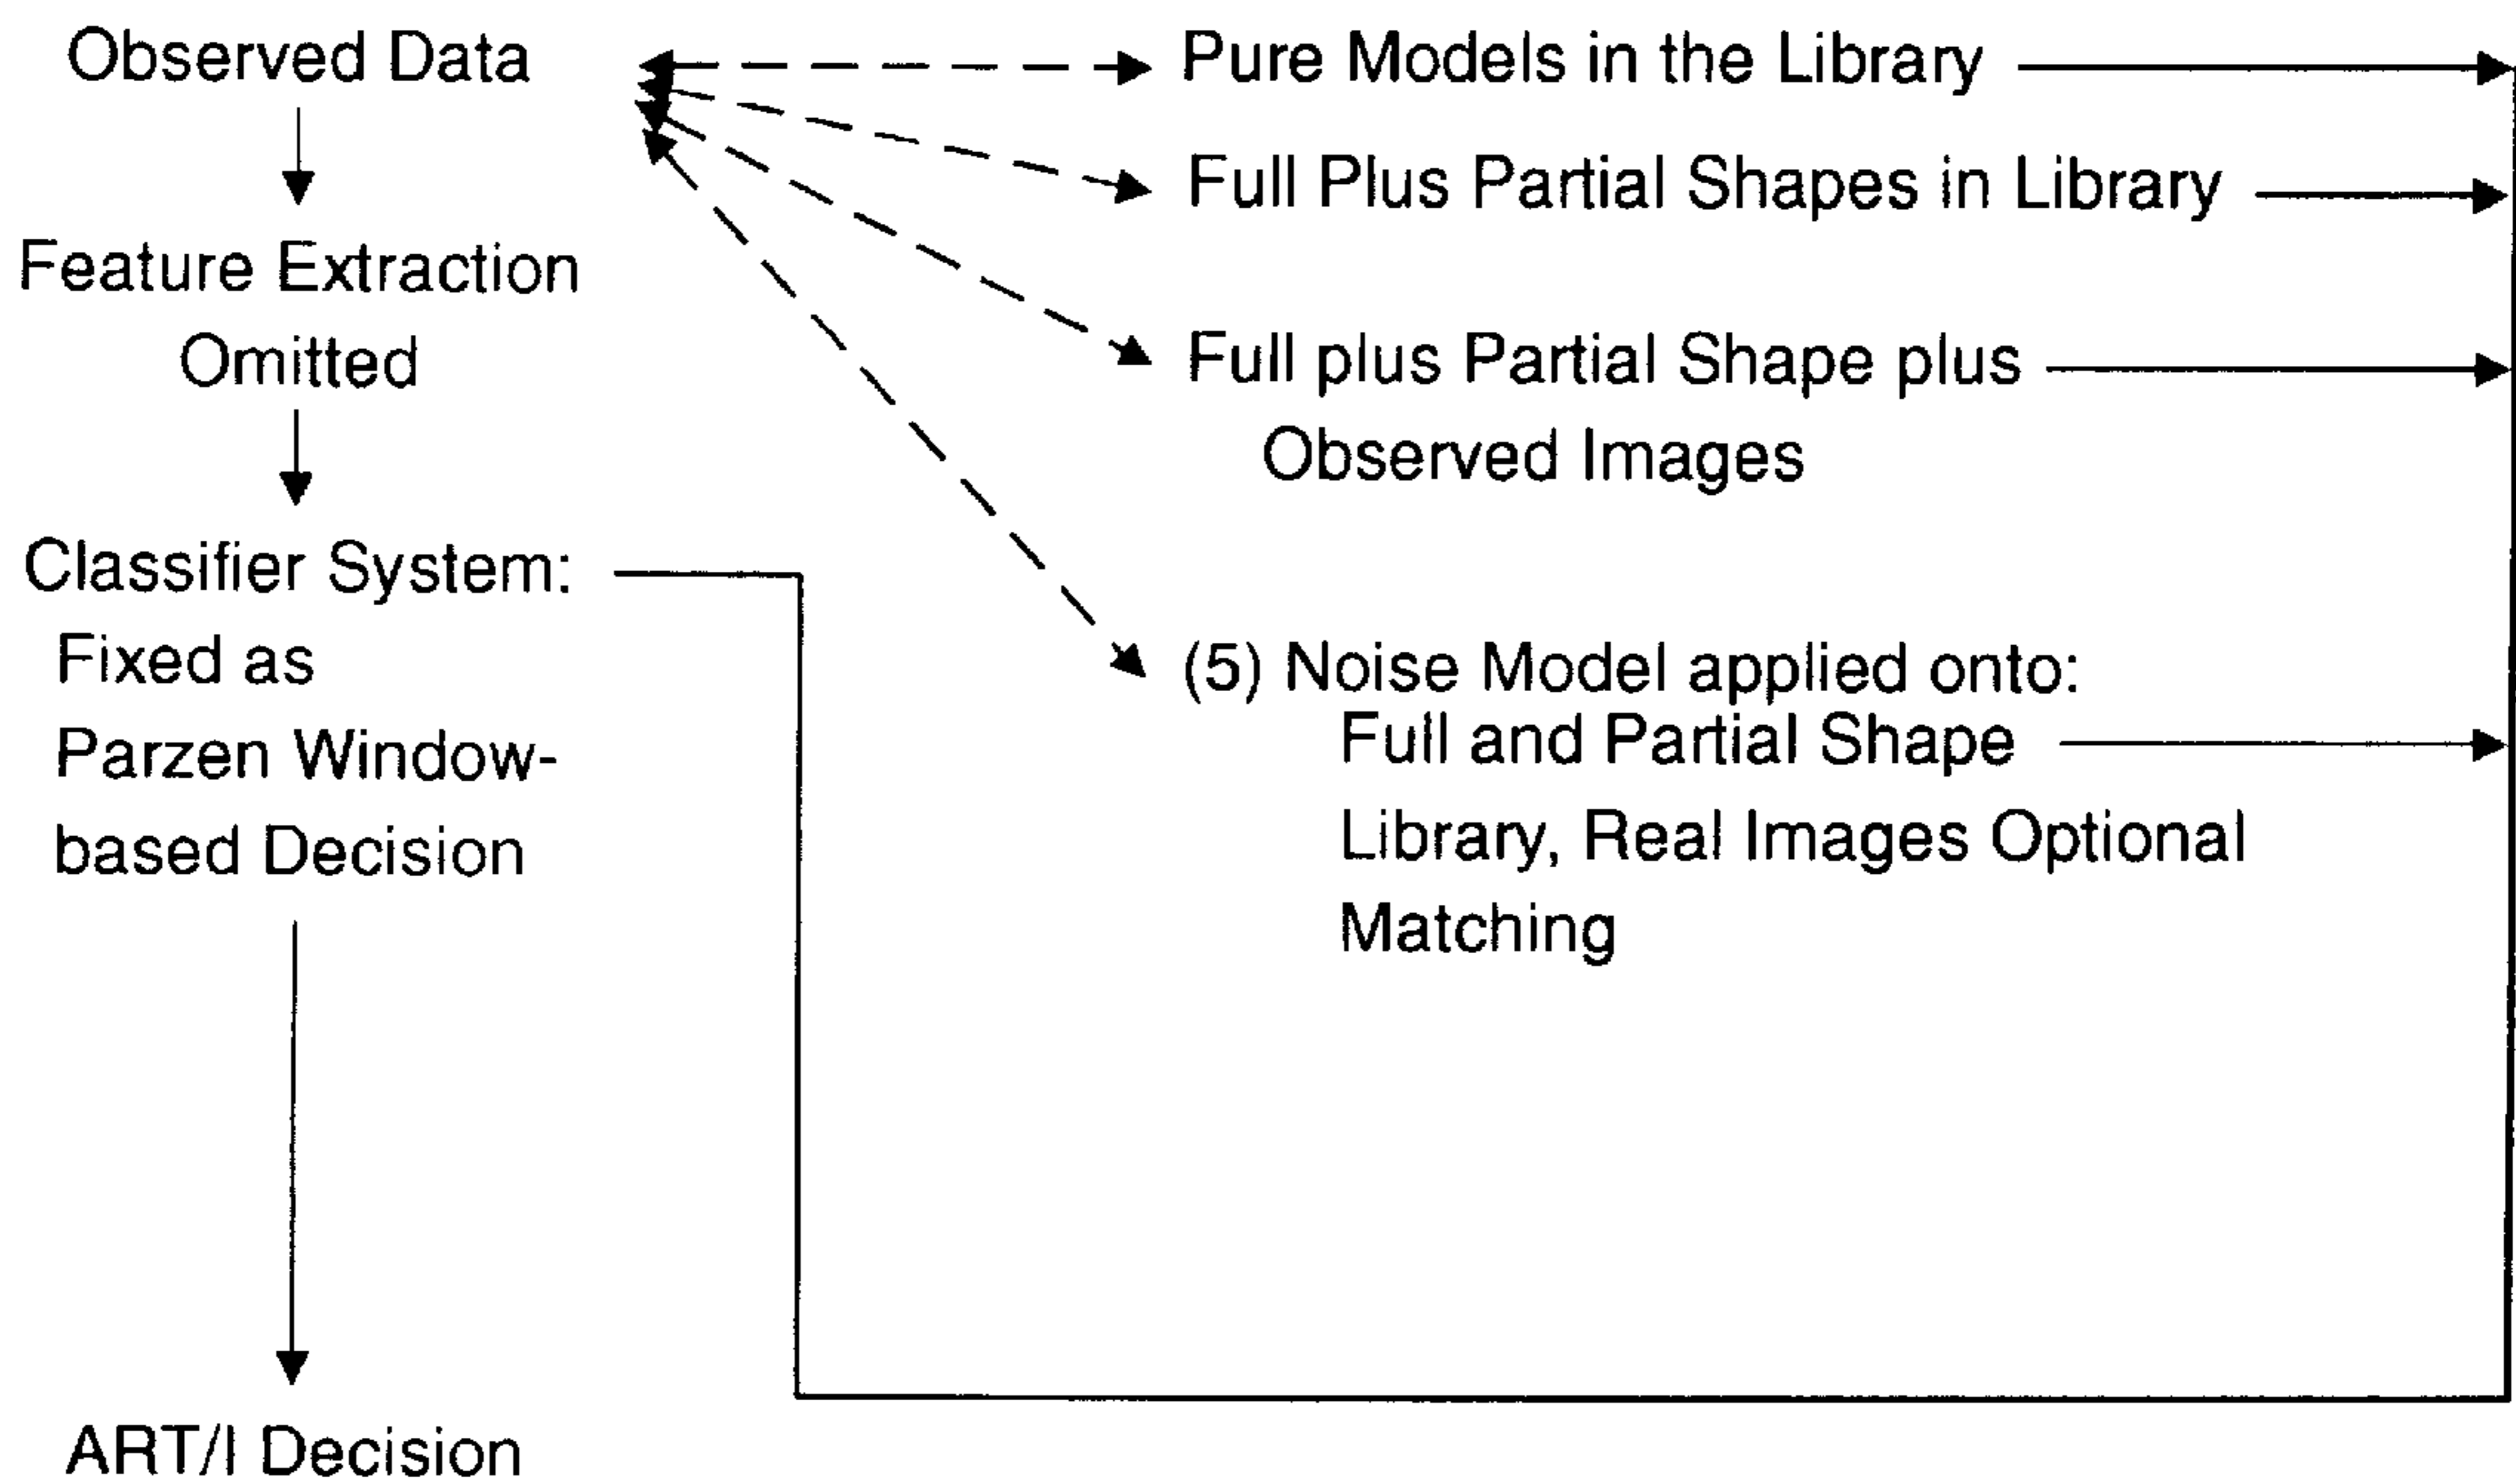 Observed Data
Feature Extraction
Omitted
Classifier System:
Fixed as
Parzen Window-
based Decision
ART/I Decision
Pure Models in the Library
Full Plus Partial Shapes in Library
Full plus Partial Shape plus
Observed Images
(5) Noise Model applied onto:
Full and Partial Shape
Library, Real Images Optional
Matching